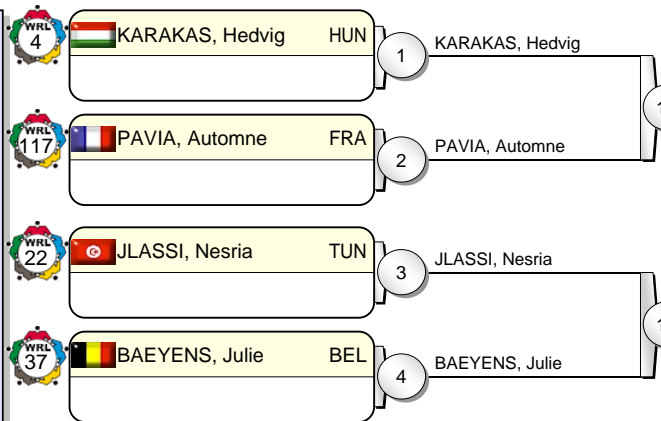 WRL
4
KARAKAS, Hedvig HUN
1
KARAKAS, Hedvig
WRL
117
PAVIA, Automne FRA
2
PAVIA, Automne
WRL
22
JLASSI, Nesria TUN
3
JLASSI, Nesria
WRL
37
BAEYENS, Julie BEL
4
BAEYENS, Julie